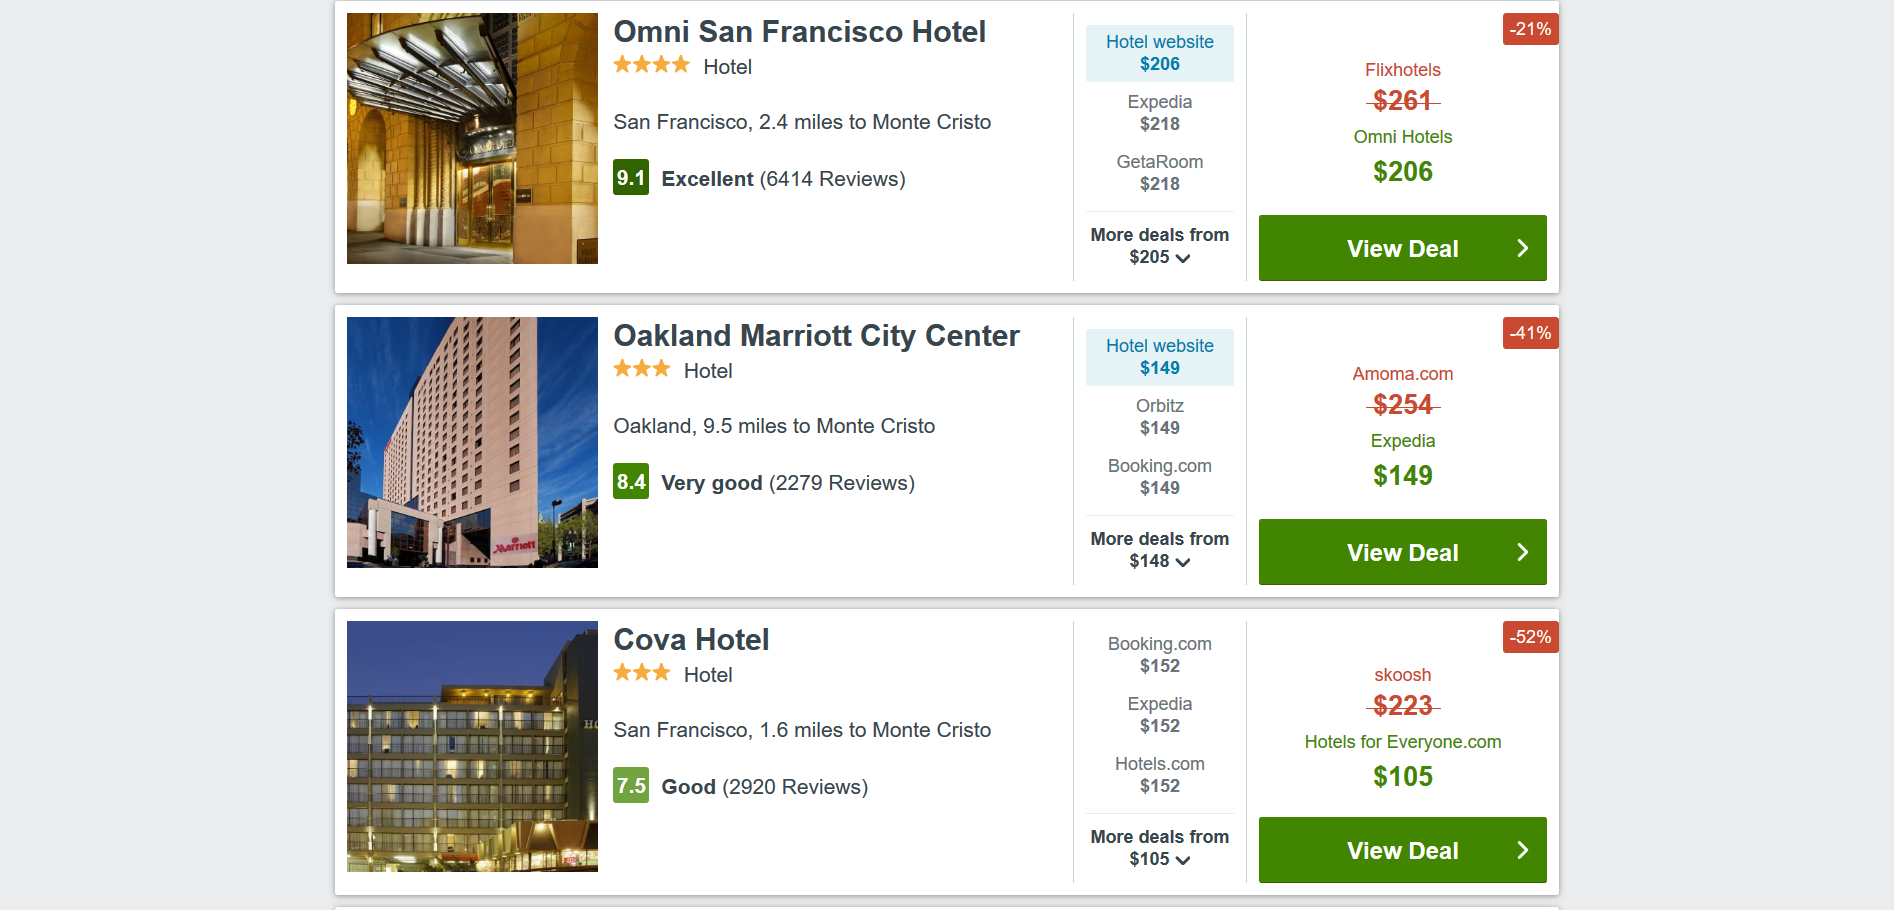 Omni San Francisco Hotel
Hotel
San Francisco, 2.4 miles to Monte Cristo
9.1 Excellent (6414 Reviews)
Hotel website
$206
Expedia
$218
GetaRoom
$218
More deals from
$205
-21%
Flixhotels
$261
Omni Hotels
$206
View Deal
Oakland Marriott City Center
Hotel
Oakland, 9.5 miles to Monte Cristo
8.4 Very good (2279 Reviews)
Marriott
Hotel website
$149
Orbitz
$149
Booking.com
$149
More deals from
$148
-41%
Amoma.com
$254
Expedia
$149
View Deal
Cova Hotel
Hotel
San Francisco, 1.6 miles to Monte Cristo
7.5 Good (2920 Reviews)
Booking.com
$152
Expedia
$152
Hotels.com
$152
More deals from
$105
-52%
skoosh
$223
Hotels for Everyone.com
$105
View Deal